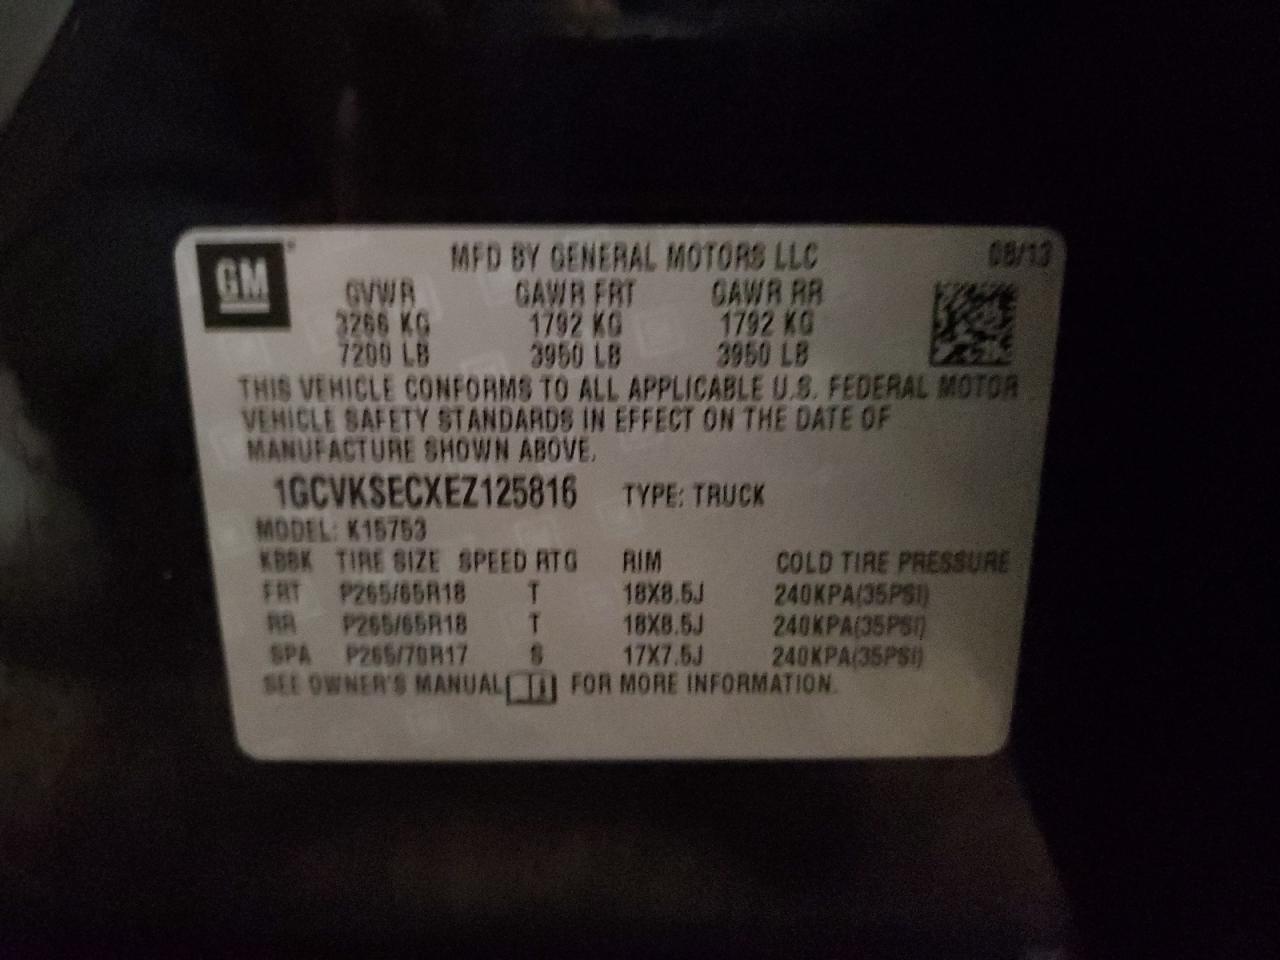 GM
MFD BY GENERAL MOTORS LLC 08/13
GVWR GAWR FRT GAWR RR
3266 KG 1792 KG 1792 KG
7200 LB 3950 LB 3950 LB
THIS VEHICLE CONFORMS TO ALL APPLICABLE U.S. FEDERAL MOTOR
VEHICLE SAFETY STANDARDS IN EFFECT ON THE DATE OF
MANUFACTURE SHOWN ABOVE.
1GCVKSECXEZ125816 TYPE: TRUCK
MODEL: K15753
KBBK TIRE SIZE SPEED RTG RIM COLD TIRE PRESSURE
FRT P265/65R18 T 18X8.5J 240KPA(35PSI)
RR P265/65R18 T 18X8.5J 240KPA(35PSI)
SPA P265/70R17 S 17X7.5J 240KPA(35PSI)
SEE OWNER'S MANUAL FOR MORE INFORMATION.